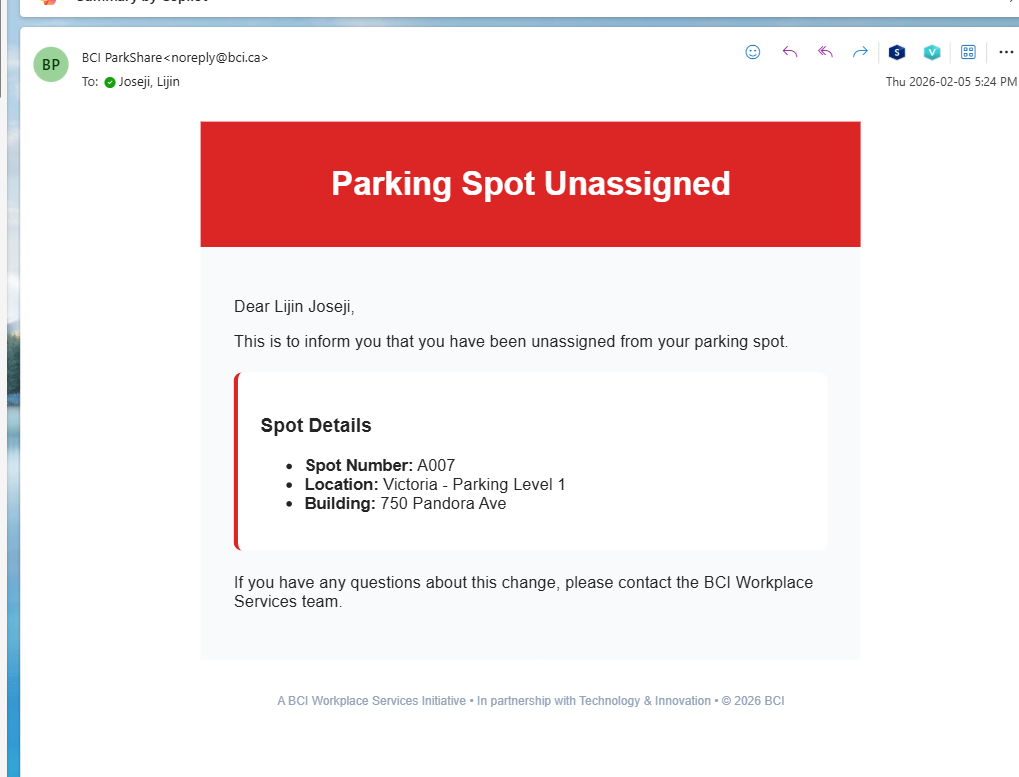 BP
BCI ParkShare<noreply@bci.ca>
To: Joseji, Lijin
S
V
Thu 2026-02-05 5:24 PM
Parking Spot Unassigned
Dear Lijin Joseji,
This is to inform you that you have been unassigned from your parking spot.
Spot Details
• Spot Number: A007
• Location: Victoria - Parking Level 1
• Building: 750 Pandora Ave
If you have any questions about this change, please contact the BCI Workplace
Services team.
A BCI Workplace Services Initiative • In partnership with Technology & Innovation • © 2026 BCI